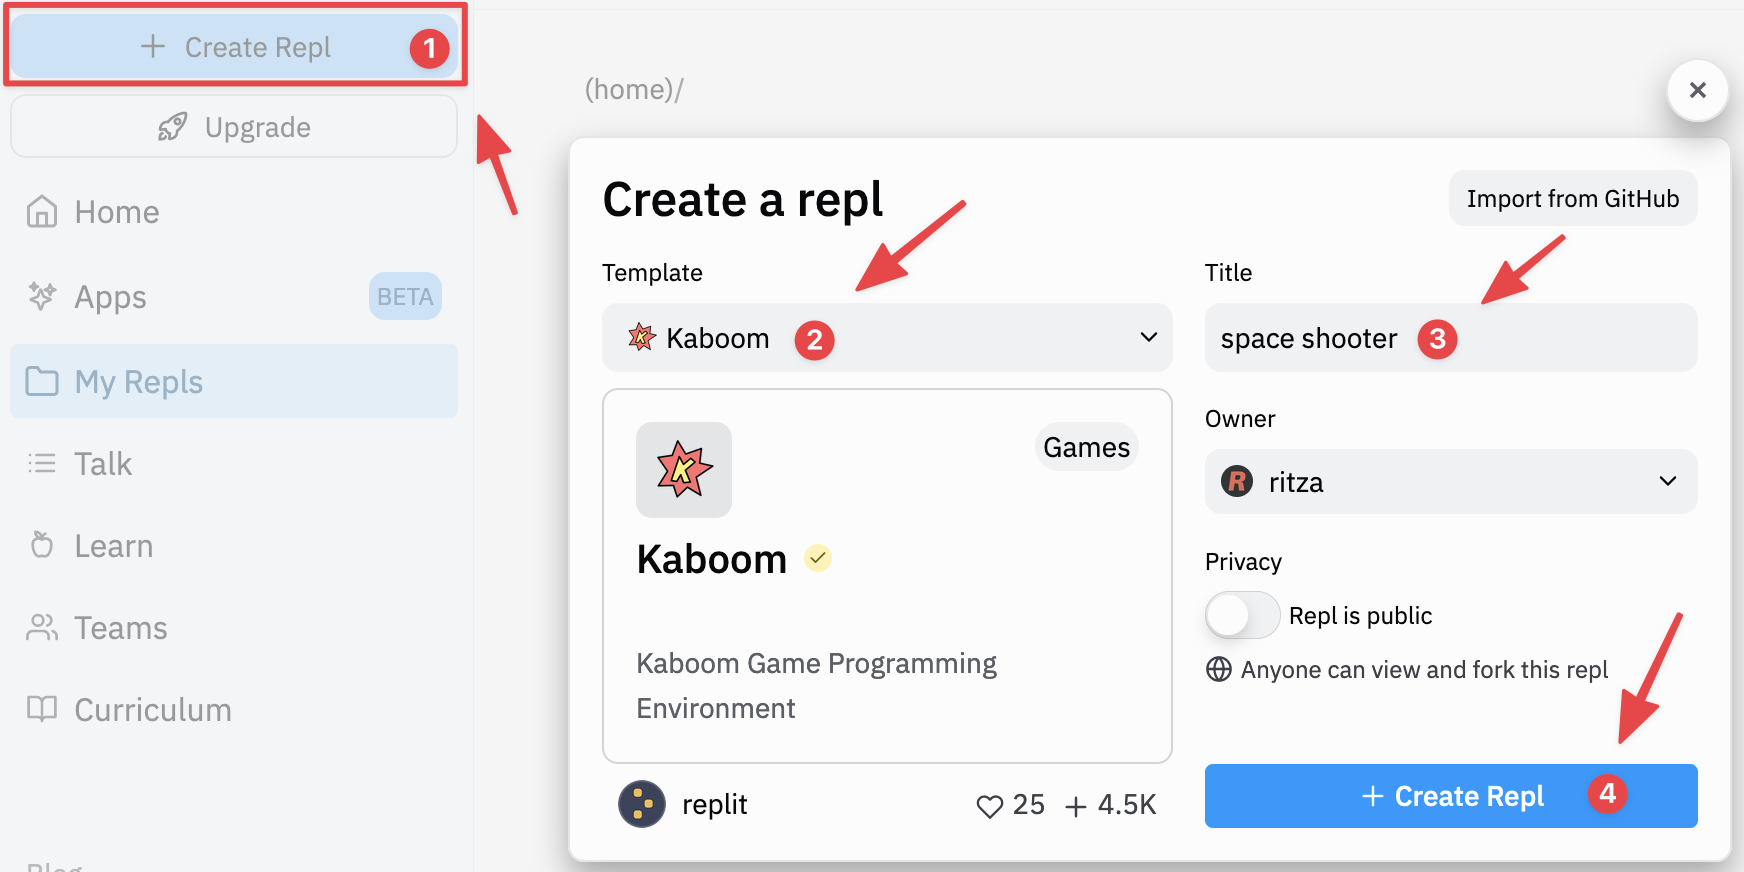 Create Repl 1
Upgrade
Home
Apps BETA
My Repls
Talk
Learn
Teams
Curriculum
Blog
(home)/
Create a repl
Import from GitHub
Template
K Kaboom 2
K
Games
Kaboom
Kaboom Game Programming
Environment
replit 25 + 4.5K
Title
space shooter 3
Owner
R ritza
Privacy
Repl is public
Anyone can view and fork this repl
+ Create Repl 4